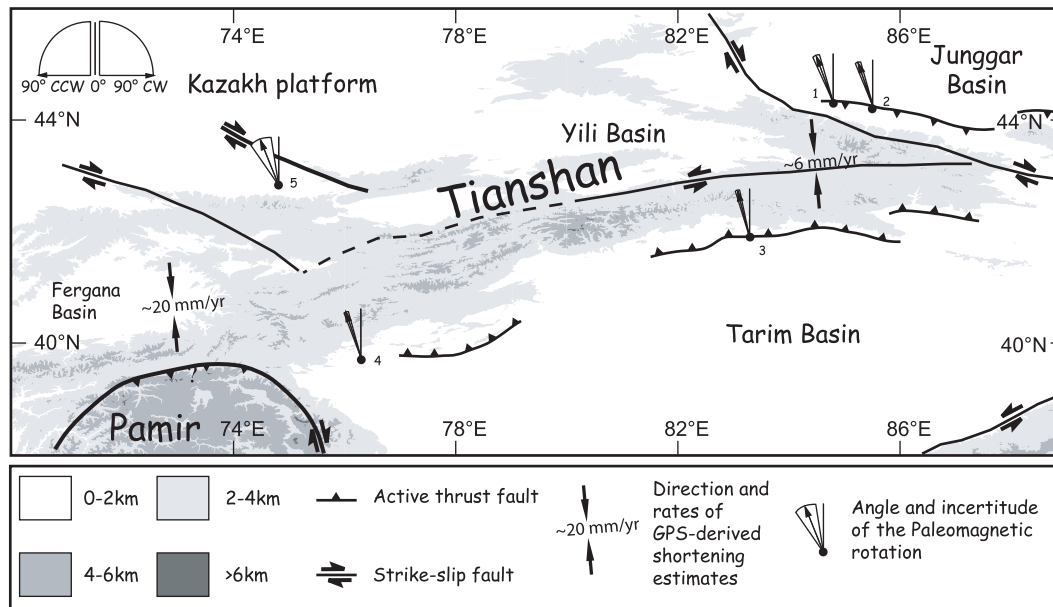 74°E
78°E
82°E
86°E
90° CCW 0° 90° CW
Kazakh platform
Junggar
Basin
1
2
44°N
44°N
Yili Basin
~6 mm/yr
5
Tianshan
3
Fergana
Basin
~20 mm/yr
Tarim Basin
40°N
40°N
4
?
Pamir
74°E
78°E
82°E
86°E
0-2km
2-4km
4-6km
>6km
Active thrust fault
Strike-slip fault
~20 mm/yr
Direction and
rates of
GPS-derived
shortening
estimates
Angle and incertitude
of the Paleomagnetic
rotation